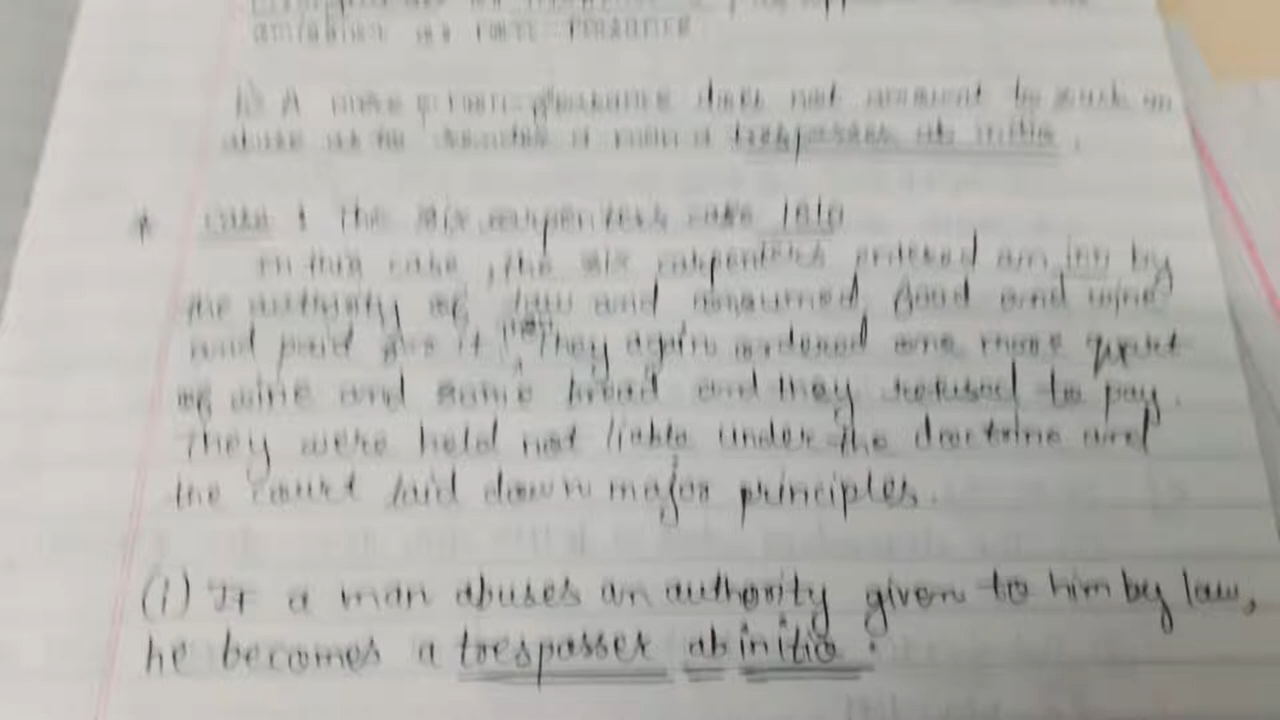 b) A mere non-feasance does not amount to such an
abuse as to a man a trespasser ab initio.
* Case : The six carpenters case 1610
In this case, the six carpenters entered an inn by
the authority of law and consumed food and wine
and paid for it. They again ordered one more quart
of wine and some bread and they refused to pay.
They were held not liable under the doctrine and
the court laid down major principles.
(i) If a man abuses an authority given to him by law,
he becomes a trespasser ab initio.